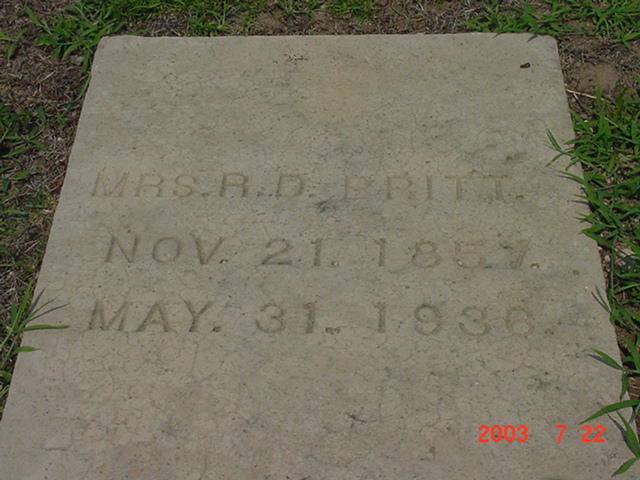 MRS. R. D. BRITT.
NOV. 21. 1857.
MAY. 31. 1936.
2003 7 22